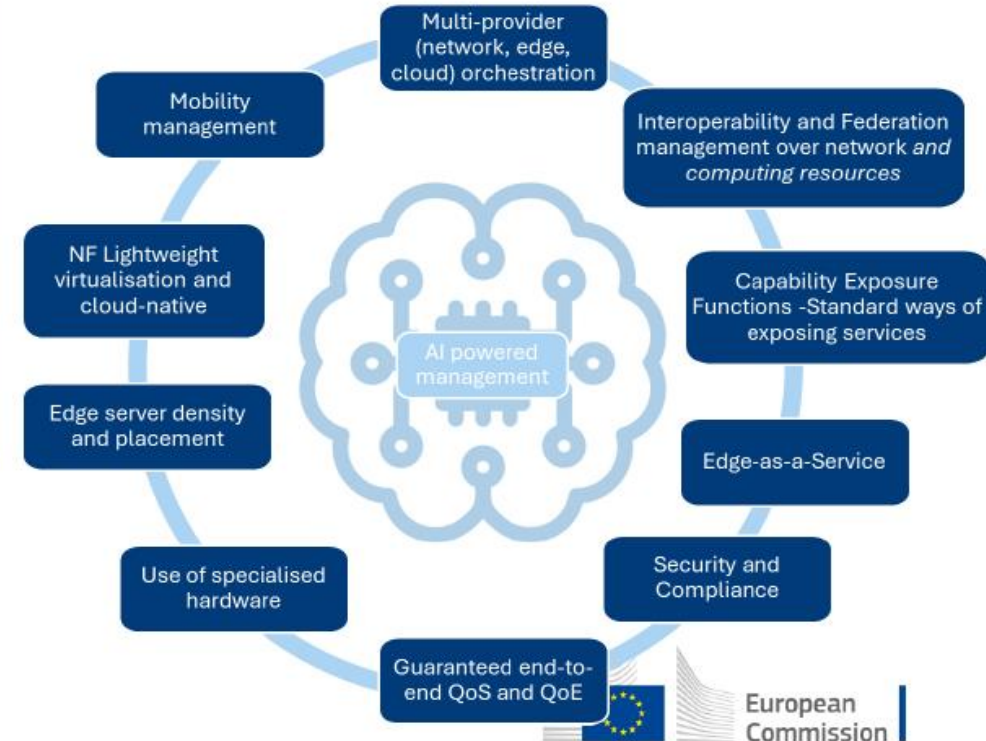 Multi-provider
(network, edge,
cloud) orchestration
Mobility
management
Interoperability and Federation
management over network and
computing resources
NF Lightweight
virtualisation and
cloud-native
Capability Exposure
Functions -Standard ways of
exposing services
AI powered
management
Edge server density
and placement
Edge-as-a-Service
Use of specialised
hardware
Security and
Compliance
Guaranteed end-to-
end QoS and QoE
European
Commission